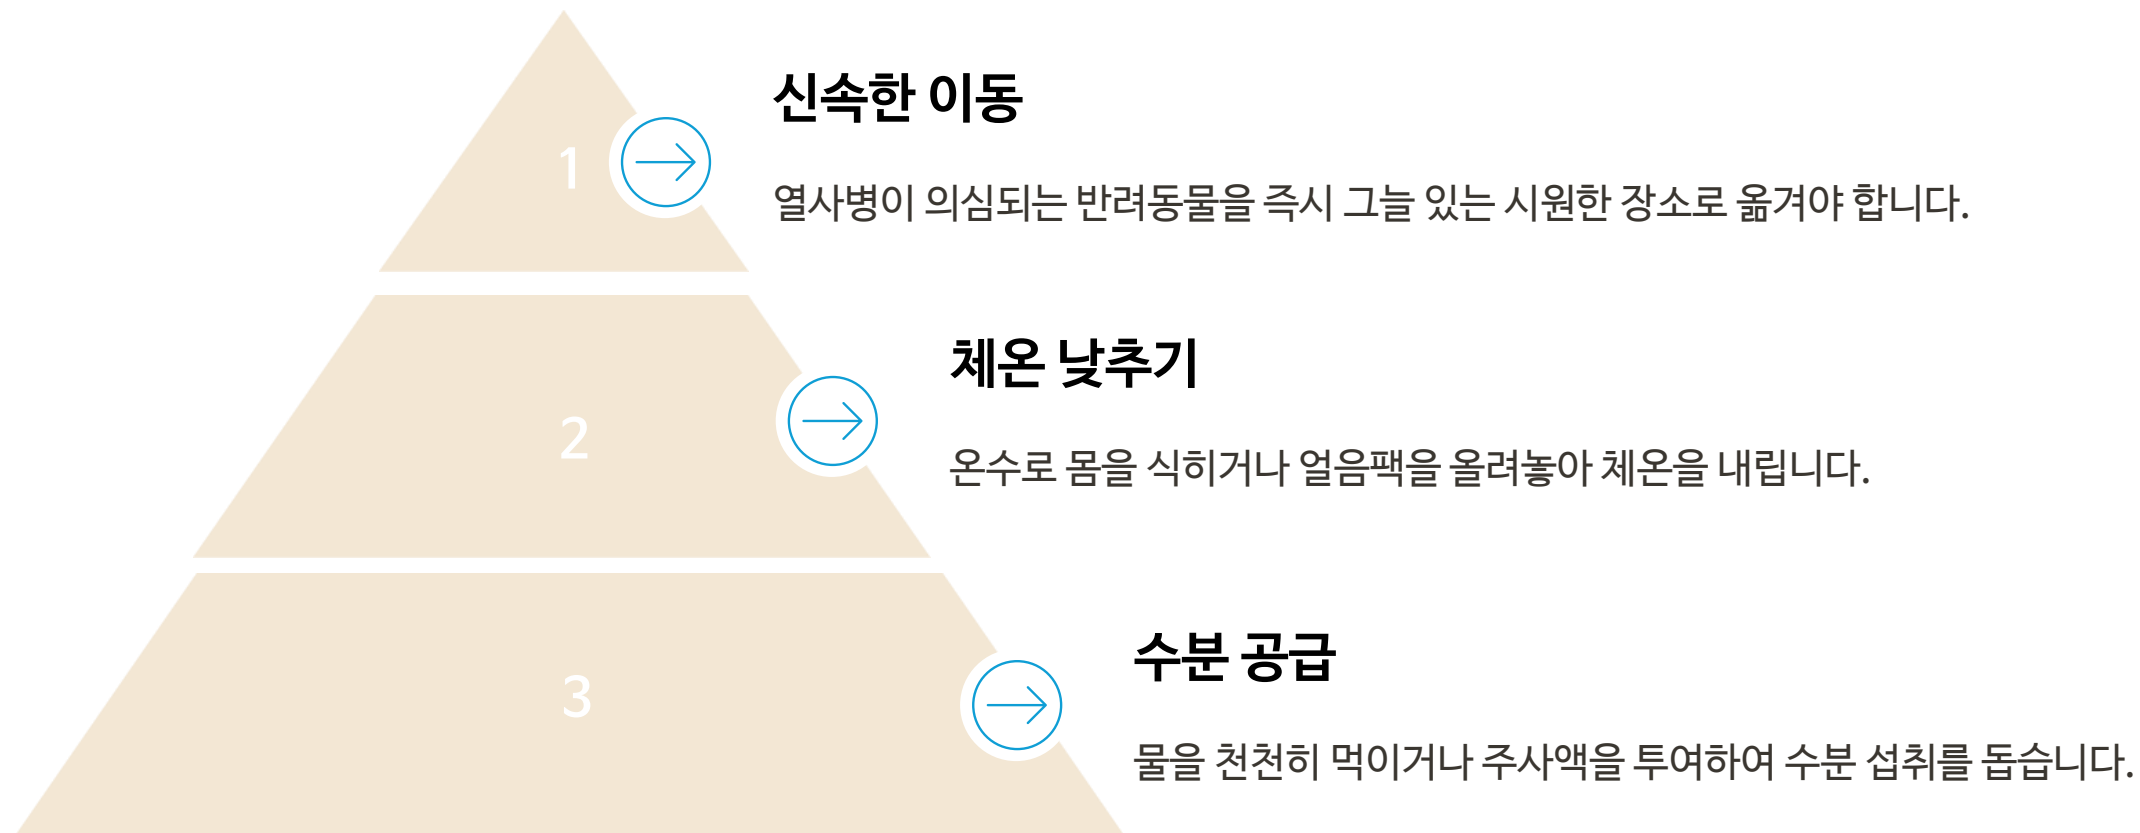 1
신속한 이동
열사병이 의심되는 반려동물을 즉시 그늘 있는 시원한 장소로 옮겨야 합니다.
2
체온 낮추기
온수로 몸을 식히거나 얼음팩을 올려놓아 체온을 내립니다.
3
수분 공급
물을 천천히 먹이거나 주사액을 투여하여 수분 섭취를 돕습니다.